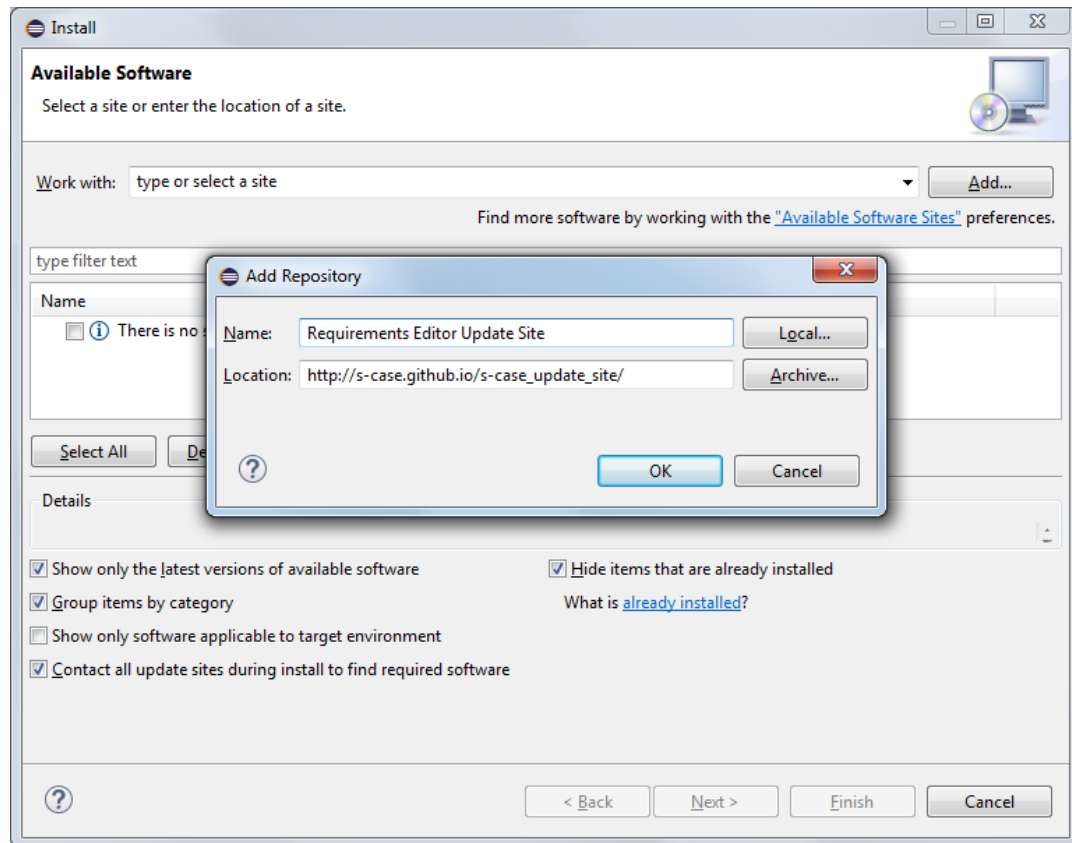 Install
Available Software
Select a site or enter the location of a site.
Work with: type or select a site Add...
Find more software by working with the "Available Software Sites" preferences.
type filter text
Name
There is no
Add Repository
Name: Requirements Editor Update Site Local...
Location: http://s-case.github.io/s-case_update_site/ Archive...
OK Cancel
Select All De
Details
Show only the latest versions of available software Hide items that are already installed
Group items by category What is already installed?
Show only software applicable to target environment
Contact all update sites during install to find required software
< Back Next > Finish Cancel